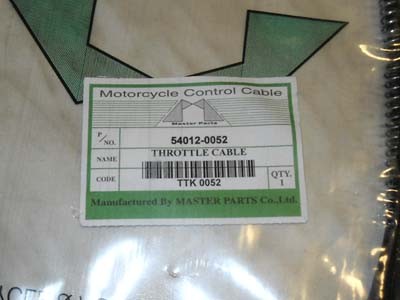 Motorcycle Control Cable
Master Parts
P/NO. 54012-0052
NAME THROTTLE CABLE
CODE TTK 0052 QTY. 1
Manufactured By MASTER PARTS Co.,Ltd.